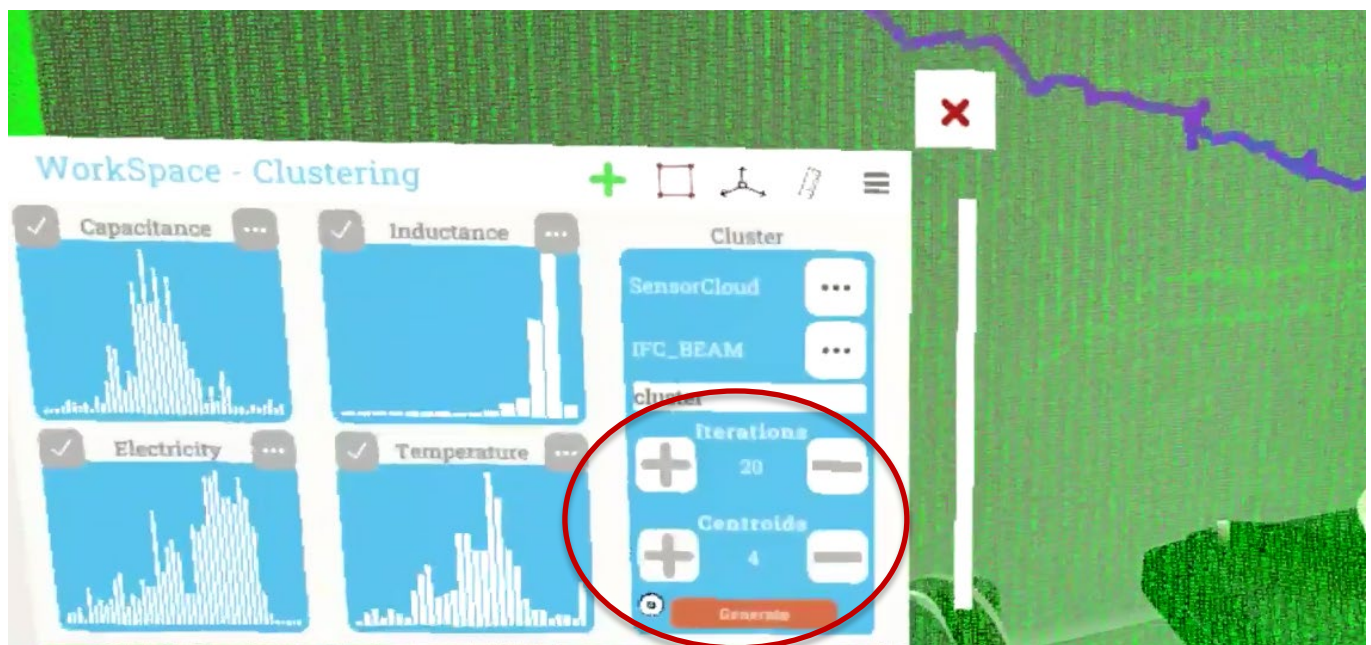 WorkSpace - Clustering
Capacitance
Inductance
Cluster
SensorCloud
IFC_BEAM
cluster
Electricity
Temperature
Iterations
20
Centroids
4
Generate